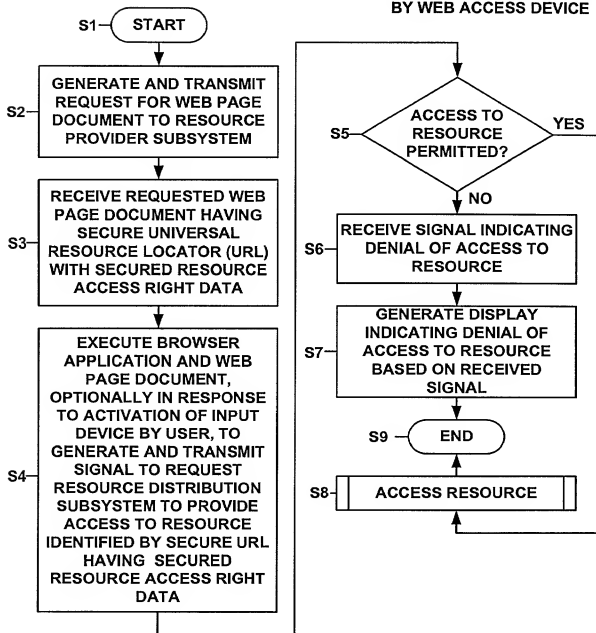 BY WEB ACCESS DEVICE
S1
START
S2
GENERATE AND TRANSMIT
REQUEST FOR WEB PAGE
DOCUMENT TO RESOURCE
PROVIDER SUBSYSTEM
S3
RECEIVE REQUESTED WEB
PAGE DOCUMENT HAVING
SECURE UNIVERSAL
RESOURCE LOCATOR (URL)
WITH SECURED RESOURCE
ACCESS RIGHT DATA
S4
EXECUTE BROWSER
APPLICATION AND WEB
PAGE DOCUMENT,
OPTIONALLY IN RESPONSE
TO ACTIVATION OF INPUT
DEVICE BY USER, TO
GENERATE AND TRANSMIT
SIGNAL TO REQUEST
RESOURCE DISTRIBUTION
SUBSYSTEM TO PROVIDE
ACCESS TO RESOURCE
IDENTIFIED BY SECURE URL
HAVING SECURED
RESOURCE ACCESS RIGHT
DATA
S5
ACCESS TO
RESOURCE
PERMITTED?
YES
NO
S6
RECEIVE SIGNAL INDICATING
DENIAL OF ACCESS TO
RESOURCE
S7
GENERATE DISPLAY
INDICATING DENIAL OF
ACCESS TO RESOURCE
BASED ON RECEIVED
SIGNAL
S9
END
S8
ACCESS RESOURCE